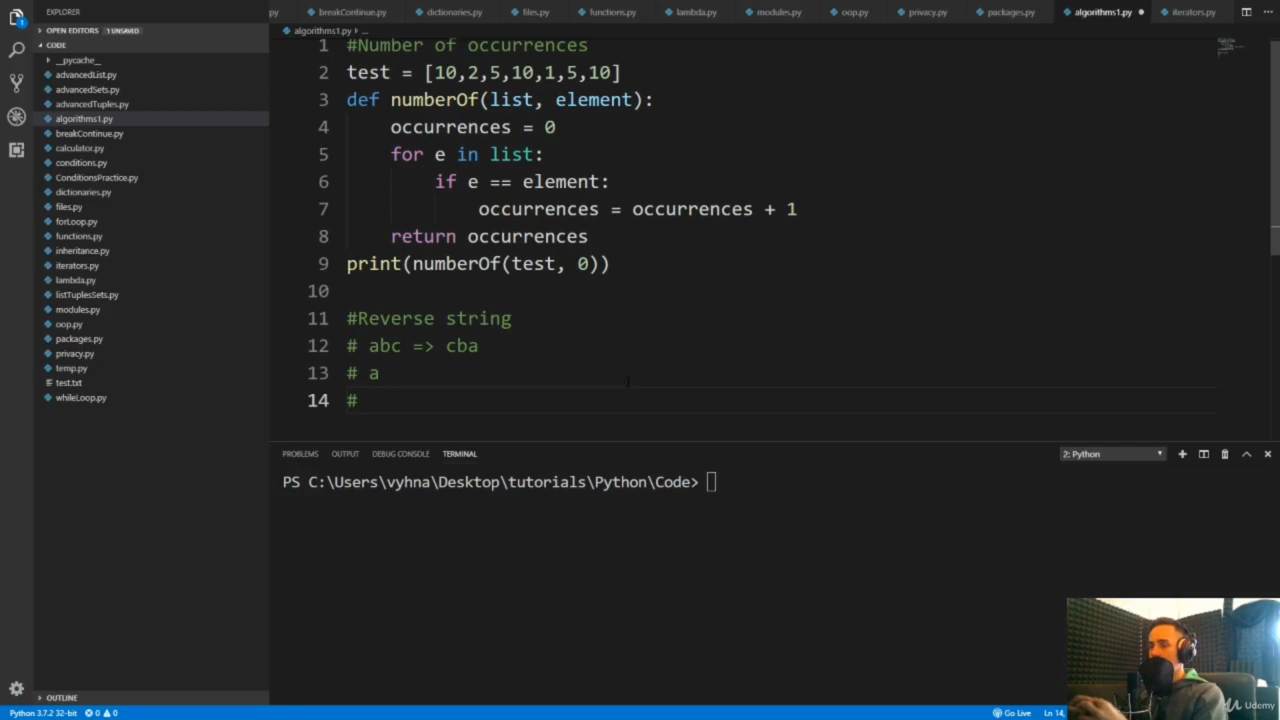 EXPLORER
OPEN EDITORS 1 UNSAVED
CODE
__pycache__
advancedList.py
advancedSets.py
advancedTuples.py
algorithms1.py
breakContinue.py
calculator.py
conditions.py
ConditionsPractice.py
dictionaries.py
files.py
forLoop.py
functions.py
inheritance.py
iterators.py
lambda.py
listTuplesSets.py
modules.py
oop.py
packages.py
privacy.py
temp.py
test.txt
whileLoop.py
OUTLINE
py breakContinue.py dictionaries.py files.py functions.py lambda.py modules.py oop.py privacy.py packages.py algorithms1.py iterators.py
algorithms1.py > ...
1 #Number of occurrences
2 test = [10,2,5,10,1,5,10]
3 def numberOf(list, element):
4 occurrences = 0
5 for e in list:
6 if e == element:
7 occurrences = occurrences + 1
8 return occurrences
9 print(numberOf(test, 0))
10
11 #Reverse string
12 # abc => cba
13 # a
14 #
PROBLEMS OUTPUT DEBUG CONSOLE TERMINAL 2: Python
PS C:\Users\vyhna\Desktop\tutorials\Python\Code>
Udemy
Python 3.7.2 32-bit 0 0 Go Live Ln 14,